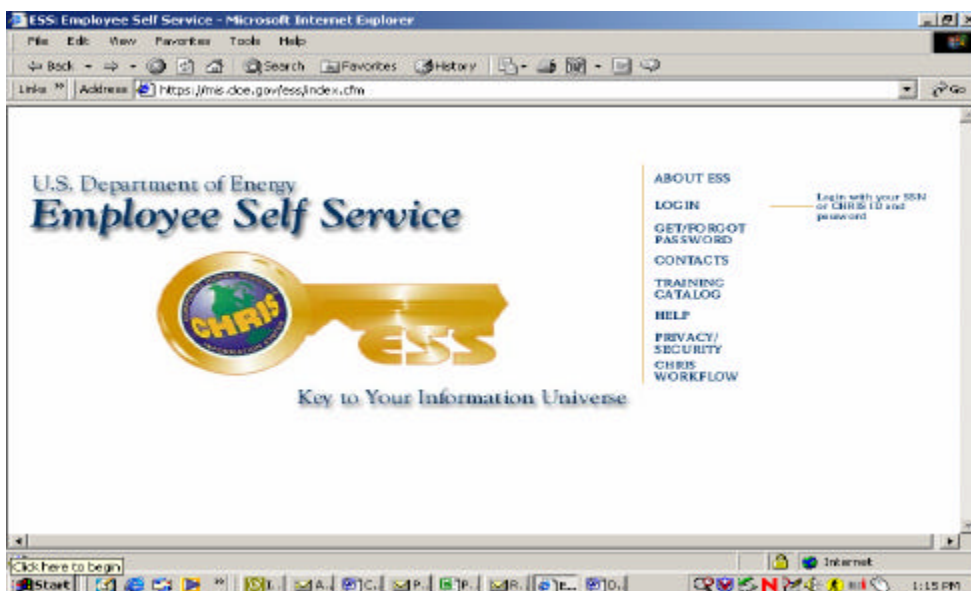 ESS: Employee Self Service - Microsoft Internet Explorer
File Edit View Favorites Tools Help
Back Search Favorites History
Links » Address https://mis.doe.gov/ess/index.cfm Go
U.S. Department of Energy
Employee Self Service
CHRIS
ESS
Key to Your Information Universe
ABOUT ESS
LOGIN
Login with your SSN
or CHRIS ID and
password
GET/FORGOT
PASSWORD
CONTACTS
TRAINING
CATALOG
HELP
PRIVACY/
SECURITY
CHRIS
WORKFLOW
Internet
Click here to begin
Start » I... A... C... P... P... R... E... O... 1:15 PM